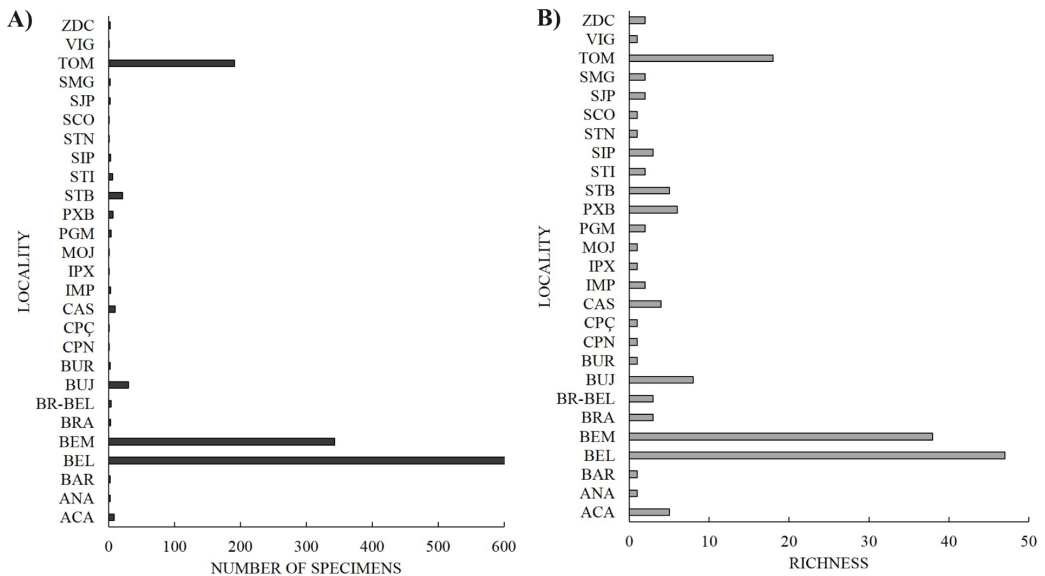 A)
LOCALITY
ZDC
VIG
TOM
SMG
SJP
SCO
STN
SIP
STI
STB
PXB
PGM
MOJ
IPX
IMP
CAS
CPÇ
CPN
BUR
BUJ
BR-BEL
BRA
BEM
BEL
BAR
ANA
ACA
0 100 200 300 400 500 600
NUMBER OF SPECIMENS
B)
LOCALITY
ZDC
VIG
TOM
SMG
SJP
SCO
STN
SIP
STI
STB
PXB
PGM
MOJ
IPX
IMP
CAS
CPÇ
CPN
BUR
BUJ
BR-BEL
BRA
BEM
BEL
BAR
ANA
ACA
0 10 20 30 40 50
RICHNESS